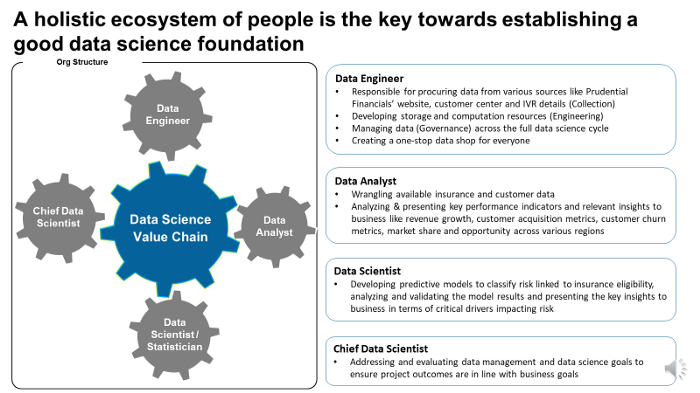 A holistic ecosystem of people is the key towards establishing a
good data science foundation
Org Structure
Data
Engineer
Chief Data
Scientist
Data Science
Value Chain
Data
Analyst
Data
Scientist/
Statistician
Data Engineer
• Responsible for procuring data from various sources like Prudential
Financials' website, customer center and IVR details (Collection)
• Developing storage and computation resources (Engineering)
• Managing data (Governance) across the full data science cycle
• Creating a one-stop data shop for everyone
Data Analyst
• Wrangling available insurance and customer data
• Analyzing & presenting key performance indicators and relevant insights to
business like revenue growth, customer acquisition metrics, customer churn
metrics, market share and opportunity across various regions
Data Scientist
• Developing predictive models to classify risk linked to insurance eligibility,
analyzing and validating the model results and presenting the key insights to
business in terms of critical drivers impacting risk
Chief Data Scientist
• Addressing and evaluating data management and data science goals to
ensure project outcomes are in line with business goals